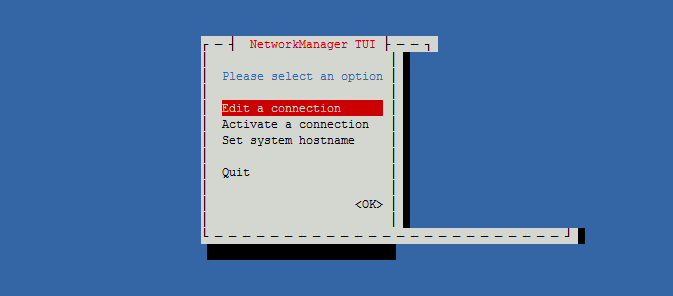 NetworkManager TUI
Please select an option
Edit a connection
Activate a connection
Set system hostname
Quit
<OK>